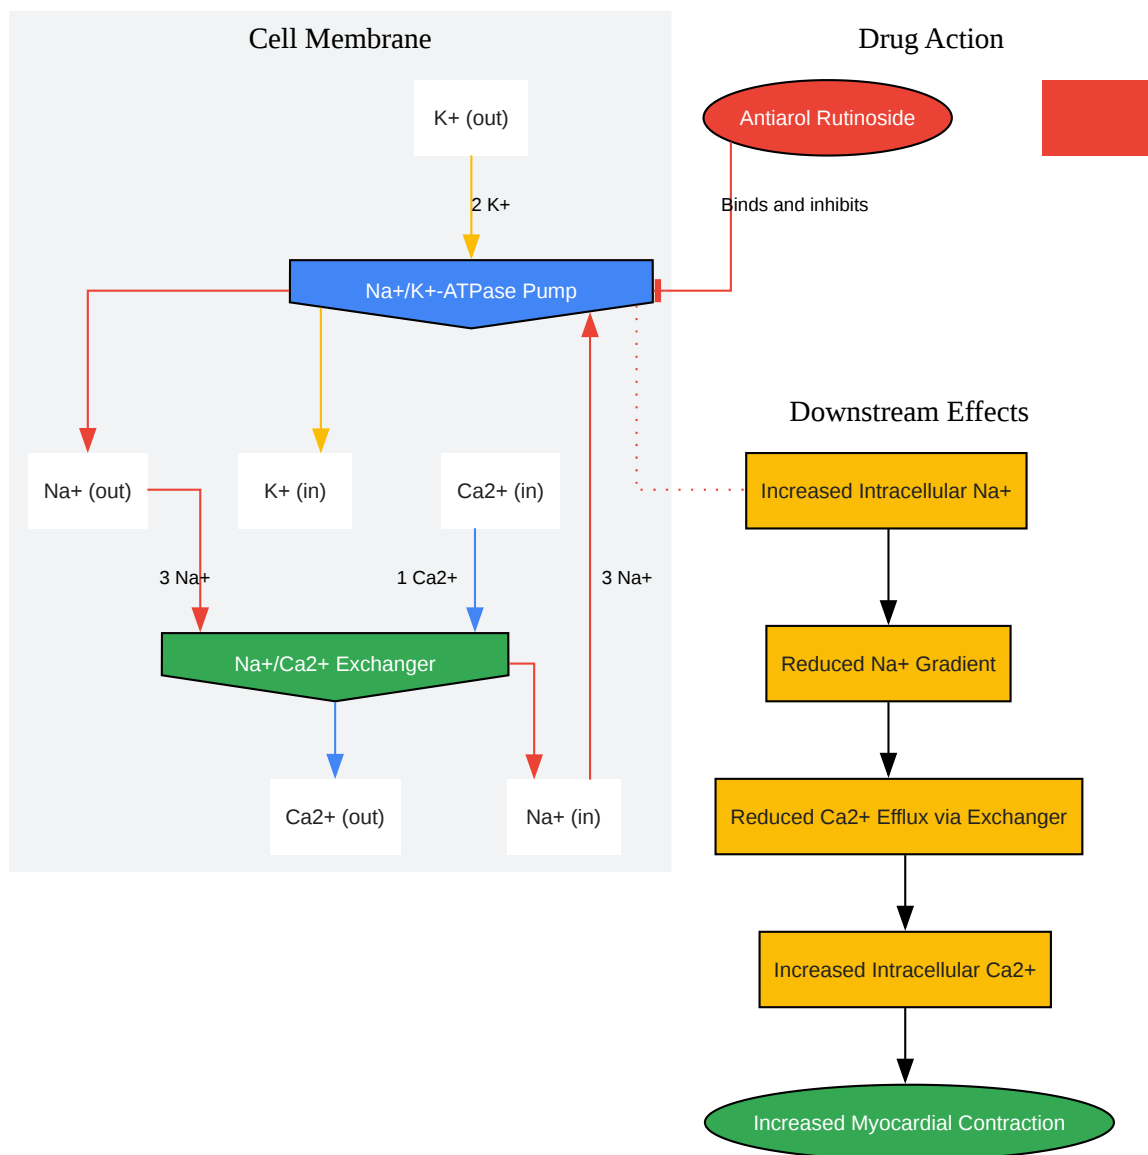 Cell Membrane
Drug Action
K+ (out)
Antiarol Rutinoside
2 K+
Binds and inhibits
Na+/K+-ATPase Pump
Downstream Effects
Na+ (out)
K+ (in)
Ca2+ (in)
Increased Intracellular Na+
3 Na+
1 Ca2+
3 Na+
Na+/Ca2+ Exchanger
Reduced Na+ Gradient
Ca2+ (out)
Na+ (in)
Reduced Ca2+ Efflux via Exchanger
Increased Intracellular Ca2+
Increased Myocardial Contraction